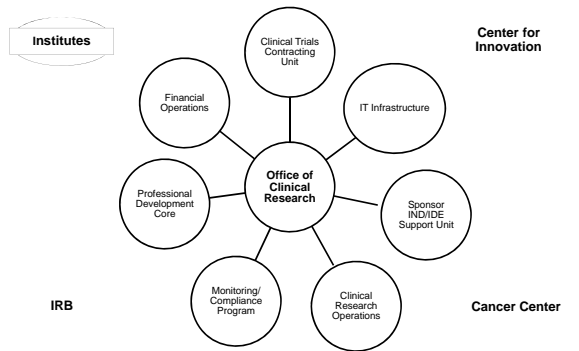 Institutes
Clinical Trials
Contracting
Unit
Center for
Innovation
Financial
Operations
IT Infrastructure
Office of
Clinical
Research
Professional
Development
Core
Sponsor
IND/IDE
Support Unit
Monitoring/
Compliance
Program
Clinical
Research
Operations
IRB
Cancer Center